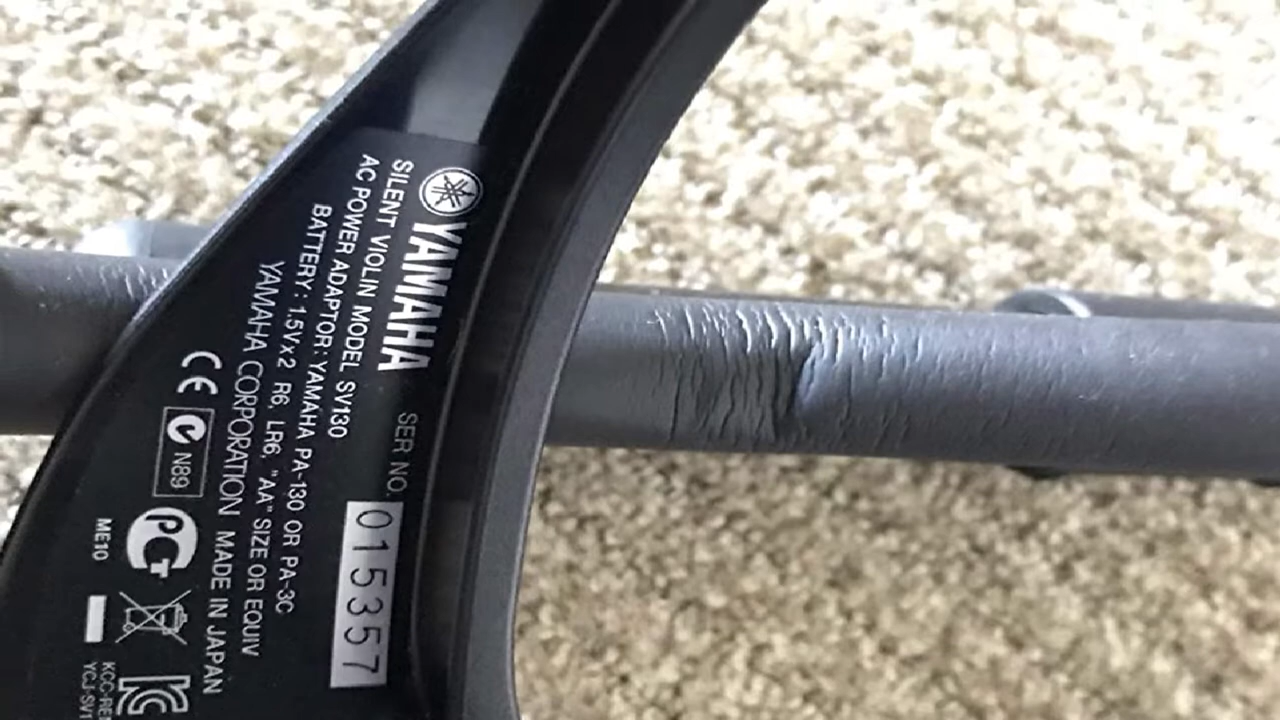 YAMAHA SER NO. 015357
SILENT VIOLIN MODEL SV130
AC POWER ADAPTOR: YAMAHA PA-130 OR PA-3C
BATTERY: 1.5V×2 R6, LR6, "AA" SIZE OR EQUIV
YAMAHA CORPORATION MADE IN JAPAN
CE N89
ME10